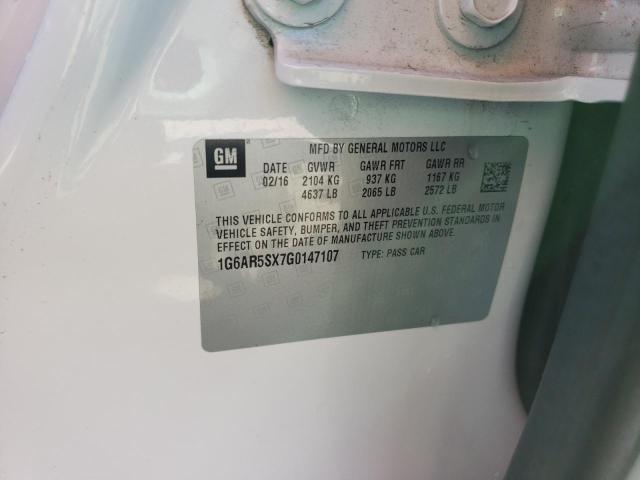 GM
MFD BY GENERAL MOTORS LLC
DATE GVWR GAWR FRT GAWR RR
02/16 2104 KG 937 KG 1167 KG
4637 LB 2065 LB 2572 LB
THIS VEHICLE CONFORMS TO ALL APPLICABLE U.S. FEDERAL MOTOR
VEHICLE SAFETY, BUMPER, AND THEFT PREVENTION STANDARDS IN
EFFECT ON THE DATE OF MANUFACTURE SHOWN ABOVE.
1G6AR5SX7G0147107 TYPE: PASS CAR